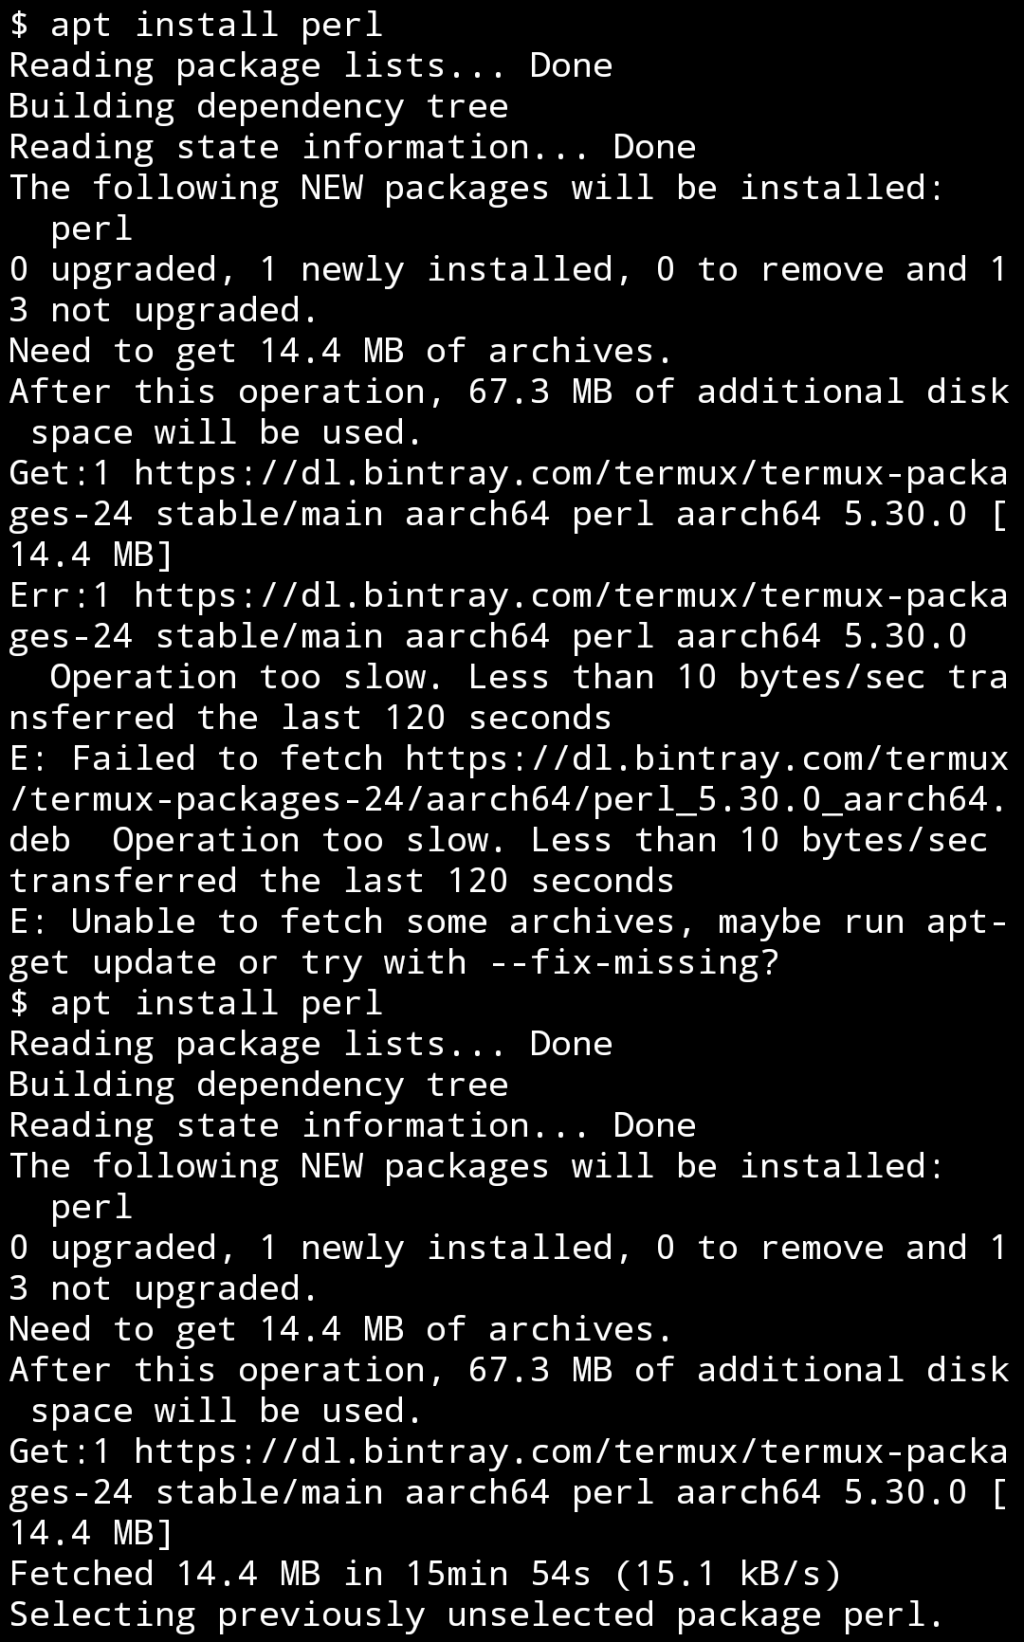 $ apt install perl
Reading package lists... Done
Building dependency tree
Reading state information... Done
The following NEW packages will be installed:
  perl
0 upgraded, 1 newly installed, 0 to remove and 1
3 not upgraded.
Need to get 14.4 MB of archives.
After this operation, 67.3 MB of additional disk
 space will be used.
Get:1 https://dl.bintray.com/termux/termux-packa
ges-24 stable/main aarch64 perl aarch64 5.30.0 [
14.4 MB]
Err:1 https://dl.bintray.com/termux/termux-packa
ges-24 stable/main aarch64 perl aarch64 5.30.0
  Operation too slow. Less than 10 bytes/sec tra
nsferred the last 120 seconds
E: Failed to fetch https://dl.bintray.com/termux
/termux-packages-24/aarch64/perl_5.30.0_aarch64.
deb  Operation too slow. Less than 10 bytes/sec
transferred the last 120 seconds
E: Unable to fetch some archives, maybe run apt-
get update or try with --fix-missing?
$ apt install perl
Reading package lists... Done
Building dependency tree
Reading state information... Done
The following NEW packages will be installed:
  perl
0 upgraded, 1 newly installed, 0 to remove and 1
3 not upgraded.
Need to get 14.4 MB of archives.
After this operation, 67.3 MB of additional disk
 space will be used.
Get:1 https://dl.bintray.com/termux/termux-packa
ges-24 stable/main aarch64 perl aarch64 5.30.0 [
14.4 MB]
Fetched 14.4 MB in 15min 54s (15.1 kB/s)
Selecting previously unselected package perl.